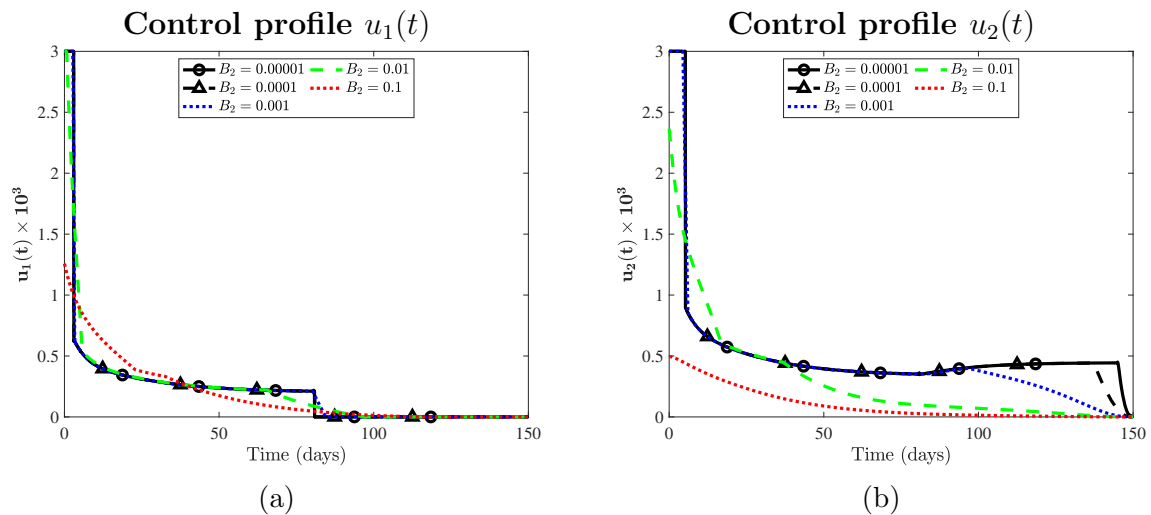 Control profile u₁(t)
3
2.5
2
1.5
1
0.5
0
u₁(t) × 10³
B₂ = 0.00001
B₂ = 0.0001
B₂ = 0.001
B₂ = 0.01
B₂ = 0.1
0 50 100 150
Time (days)
(a)
Control profile u₂(t)
3
2.5
2
1.5
1
0.5
0
u₂(t) × 10³
B₂ = 0.00001
B₂ = 0.0001
B₂ = 0.001
B₂ = 0.01
B₂ = 0.1
0 50 100 150
Time (days)
(b)